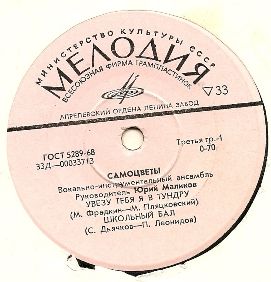 МИНИСТЕРСТВО КУЛЬТУРЫ СССР
МЕЛОДИЯ
ВСЕСОЮЗНАЯ ФИРМА ГРАМПЛАСТИНОК
АПРЕЛЕВСКИЙ ОРДЕНА ЛЕНИНА ЗАВОД
▽33
ГОСТ 5289-68
33Д—00033713
Третья гр.-1
0-70
САМОЦВЕТЫ
Вокально-инструментальный ансамбль
Руководитель Юрий Маликов
УВЕЗУ ТЕБЯ Я В ТУНДРУ
(М. Фрадкин—М. Пляцковский)
ШКОЛЬНЫЙ БАЛ
(С. Дьячков—П. Леонидов)